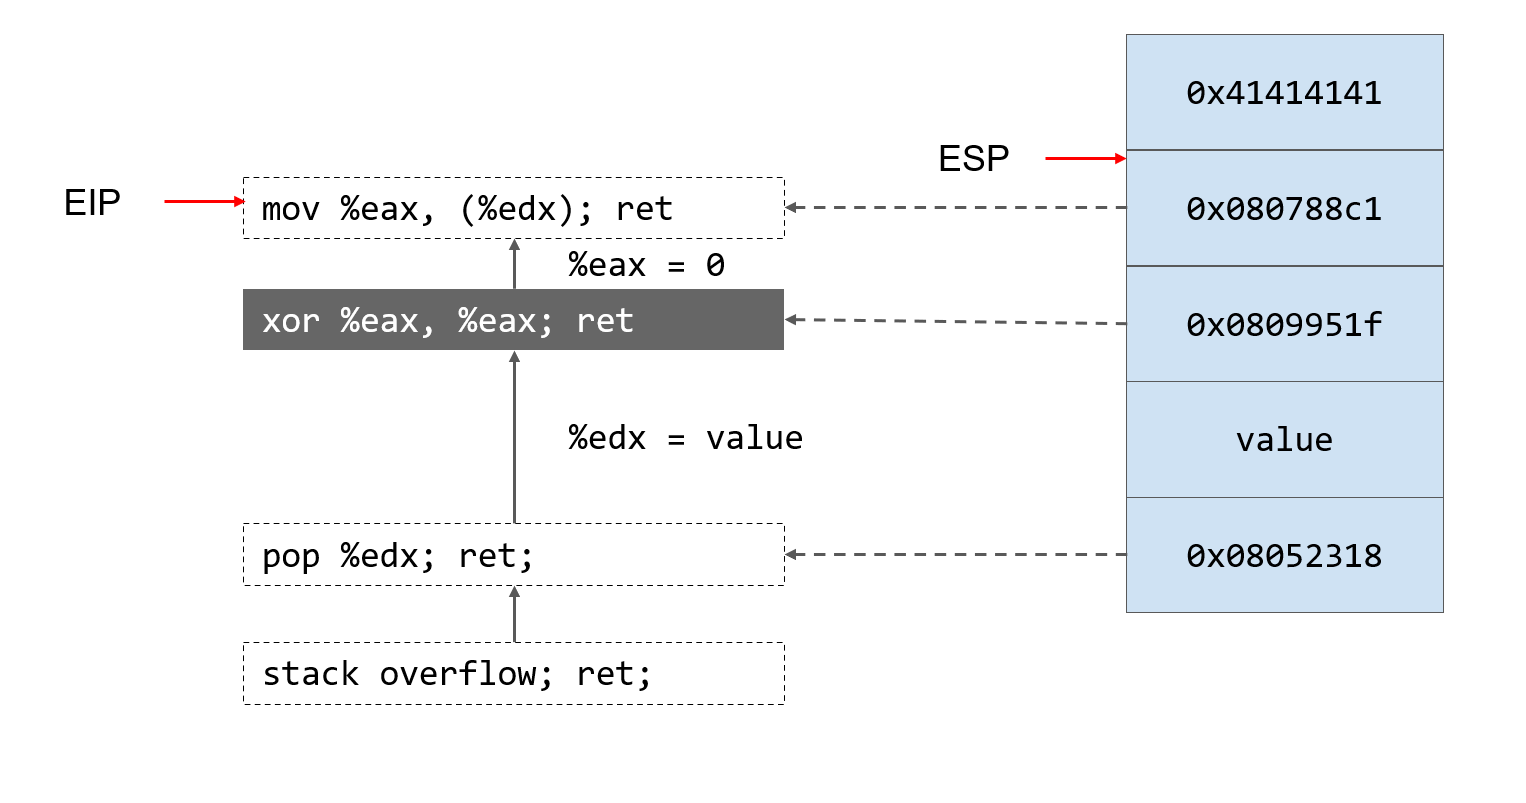 0x41414141
ESP
EIP
mov %eax, (%edx); ret
0x080788c1
%eax = 0
xor %eax, %eax; ret
0x0809951f
%edx = value
value
pop %edx; ret;
0x08052318
stack overflow; ret;